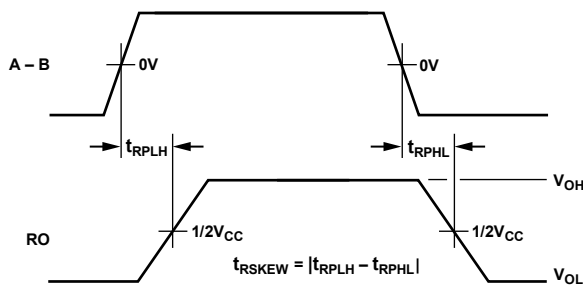 A – B
0V
0V
tRPLH
tRPHL
VOH
RO
1/2VCC
1/2VCC
tRSKEW = |tRPLH – tRPHL|
VOL